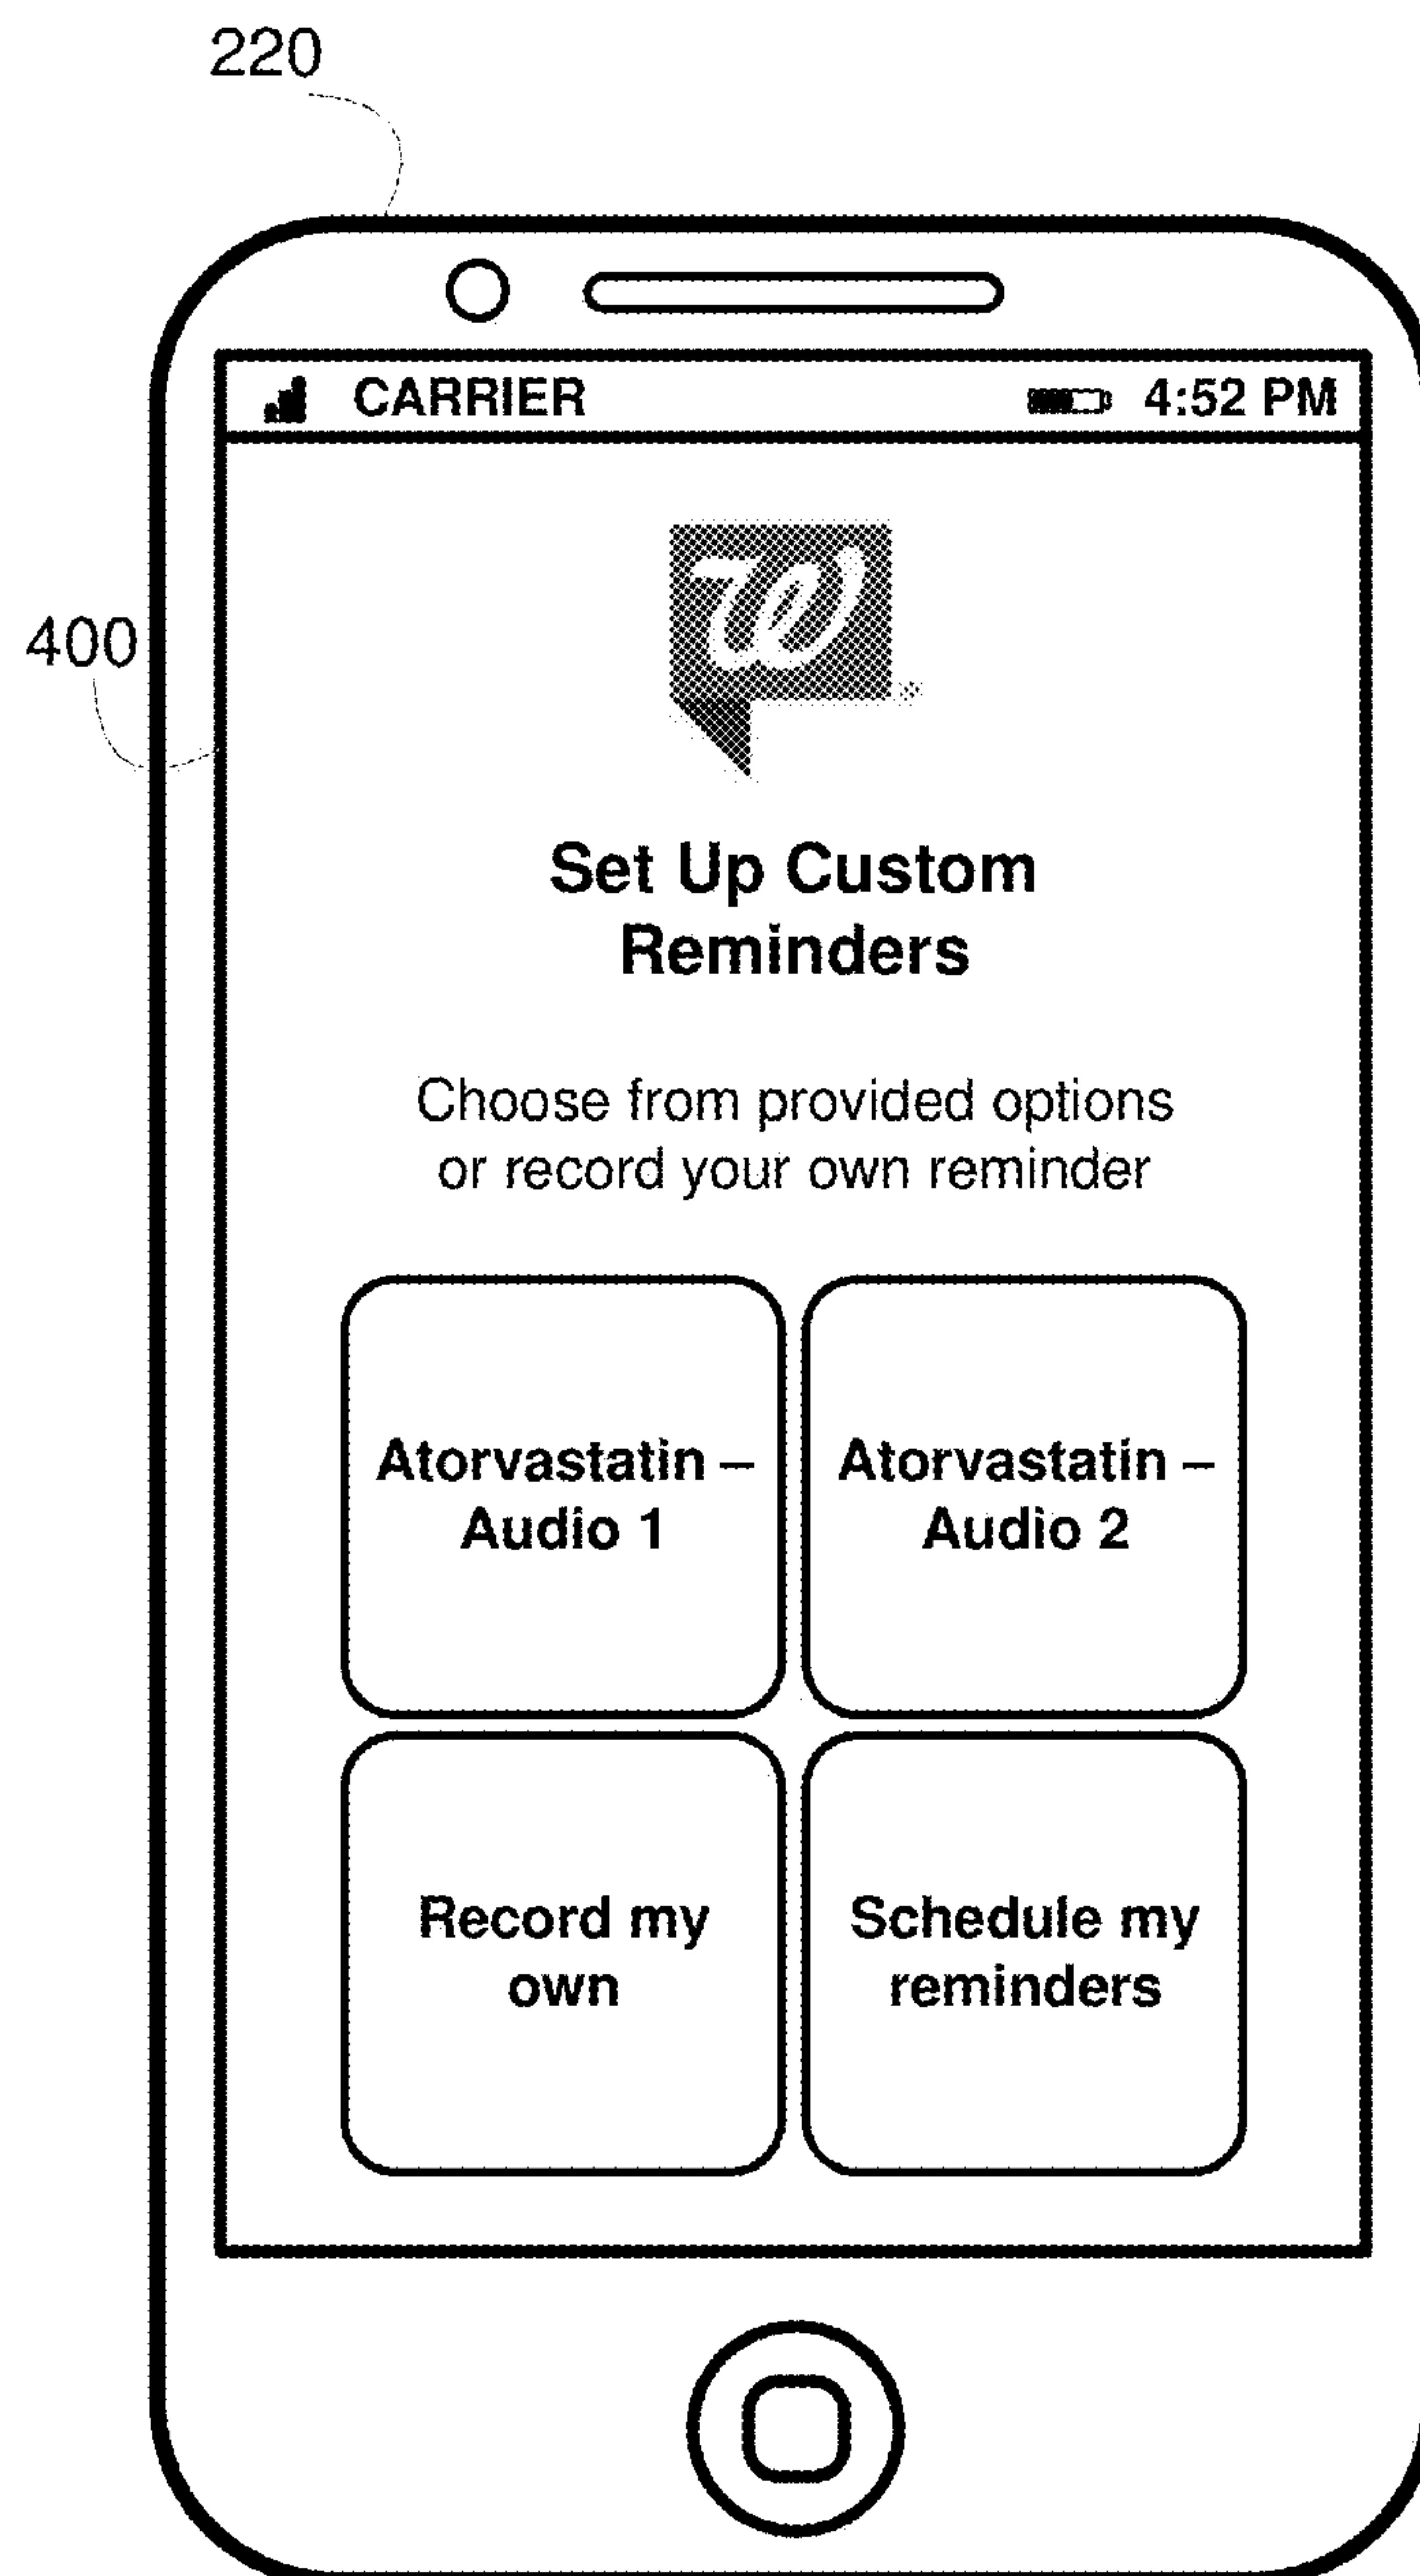 220
CARRIER 4:52 PM
400
Set Up Custom
Reminders
Choose from provided options
or record your own reminder
Atorvastatin –
Audio 1
Atorvastatin –
Audio 2
Record my
own
Schedule my
reminders